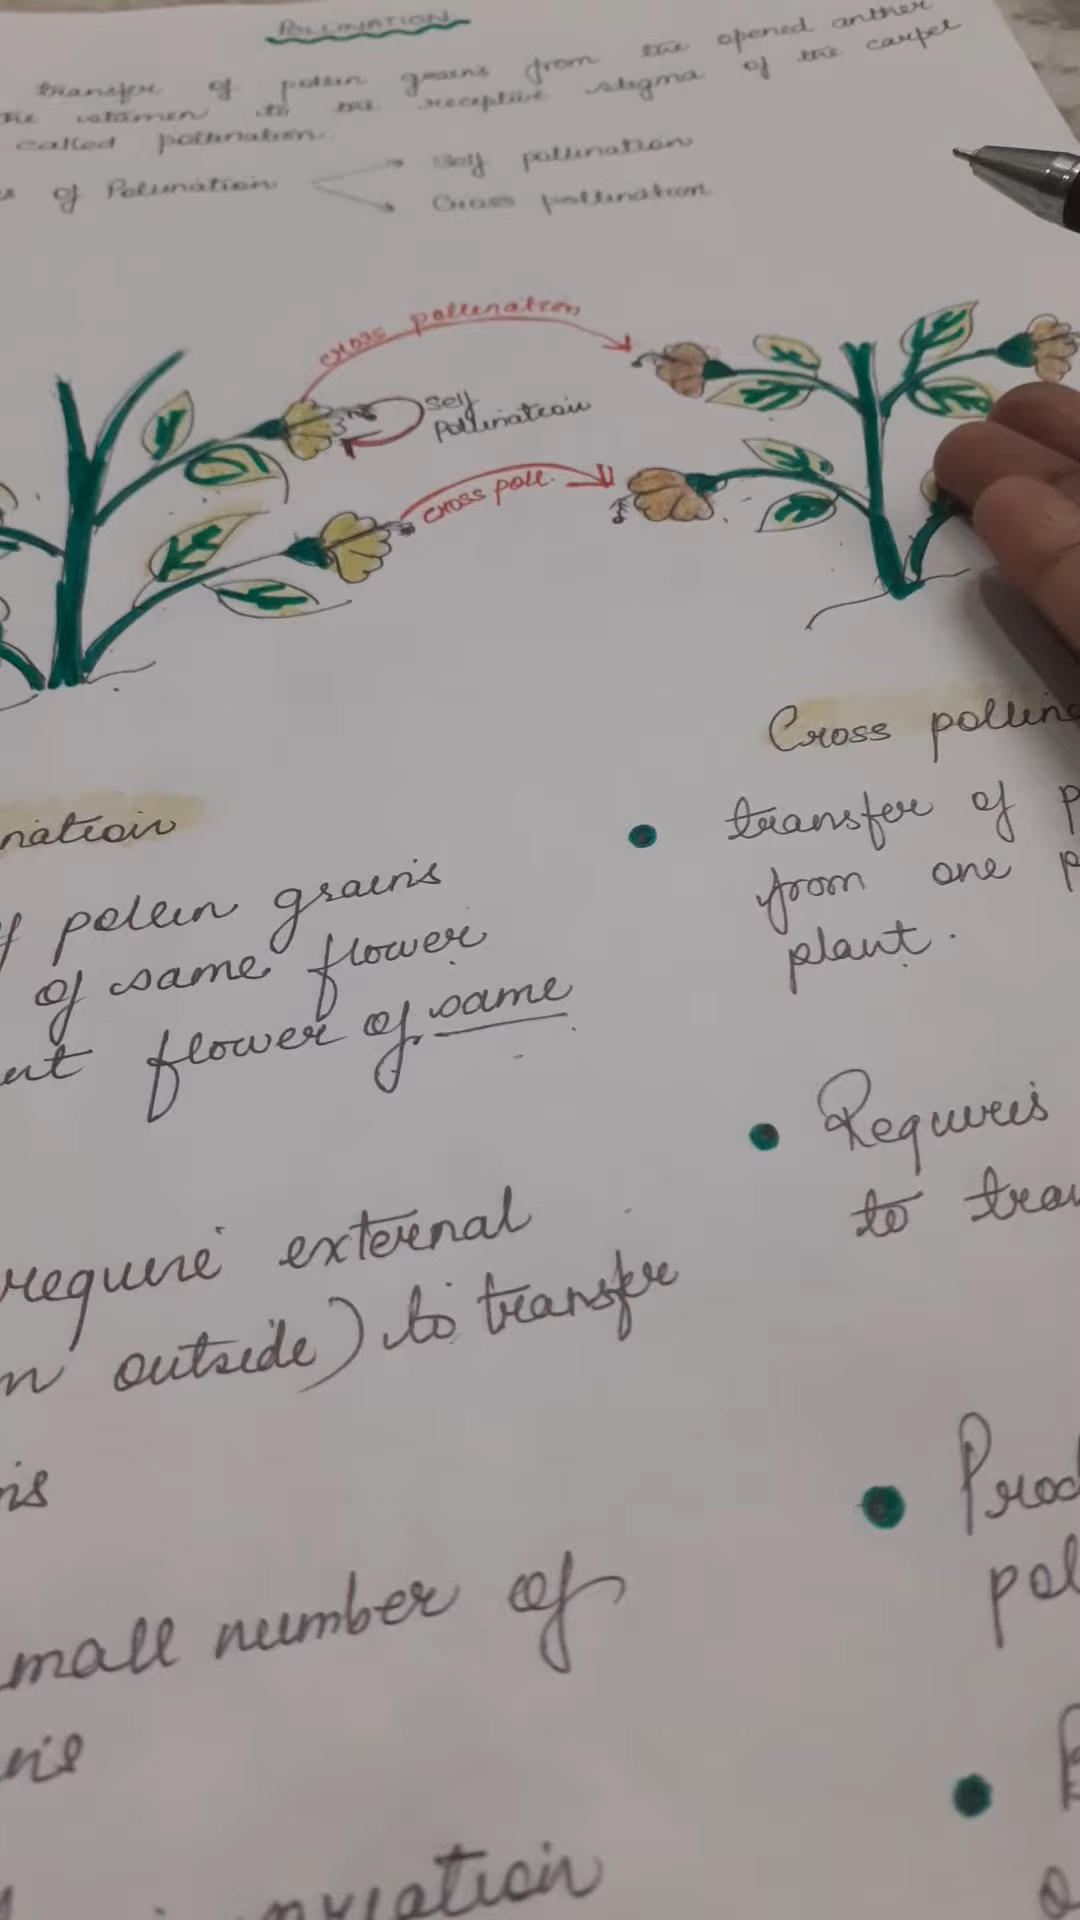 POLLINATION
transfer of pollen grains from the opened anther
the stamen to the receptive stigma of the carpel
called pollination.
of Pollination
Self pollination
Cross pollination
cross pollination
Self
Pollination
cross poll.
Cross pollin
nation
of pollen grains
of same flower
flower of same
transfer of p
from one p
plant.
Requires
to tra
require external
outside) to transfer
small number of
Prod
pol